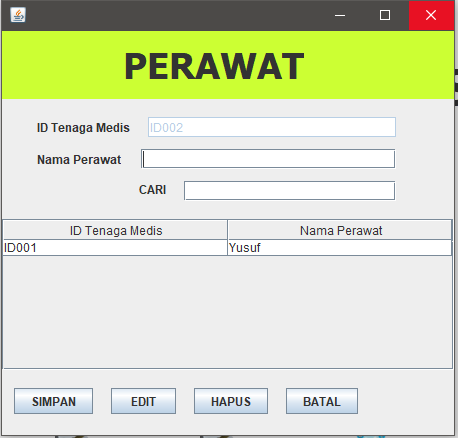 PERAWAT
ID Tenaga Medis ID002
Nama Perawat
CARI
ID Tenaga Medis Nama Perawat
ID001 Yusuf
SIMPAN EDIT HAPUS BATAL